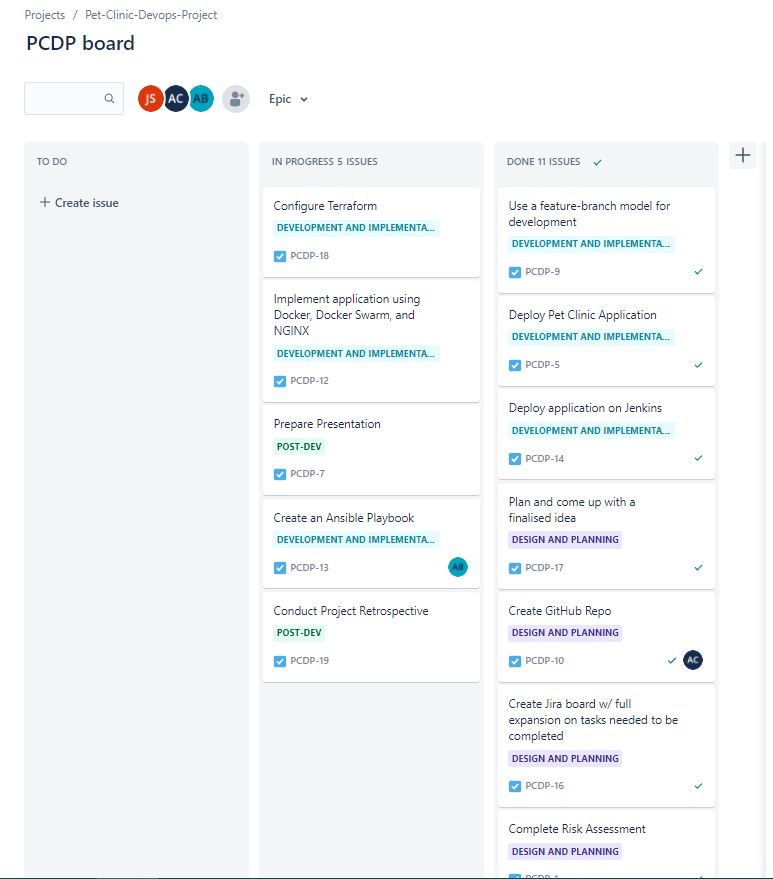 Projects / Pet-Clinic-Devops-Project
PCDP board
JS AC AB
Epic
TO DO
+ Create issue
IN PROGRESS 5 ISSUES
Configure Terraform
DEVELOPMENT AND IMPLEMENTA...
PCDP-18
Implement application using
Docker, Docker Swarm, and
NGINX
DEVELOPMENT AND IMPLEMENTA...
PCDP-12
Prepare Presentation
POST-DEV
PCDP-7
Create an Ansible Playbook
DEVELOPMENT AND IMPLEMENTA...
PCDP-13 AB
Conduct Project Retrospective
POST-DEV
PCDP-19
DONE 11 ISSUES
Use a feature-branch model for
development
DEVELOPMENT AND IMPLEMENTA...
PCDP-9
Deploy Pet Clinic Application
DEVELOPMENT AND IMPLEMENTA...
PCDP-5
Deploy application on Jenkins
DEVELOPMENT AND IMPLEMENTA...
PCDP-14
Plan and come up with a
finalised idea
DESIGN AND PLANNING
PCDP-17
Create GitHub Repo
DESIGN AND PLANNING
PCDP-10 AC
Create Jira board w/ full
expansion on tasks needed to be
completed
DESIGN AND PLANNING
PCDP-16
Complete Risk Assessment
DESIGN AND PLANNING